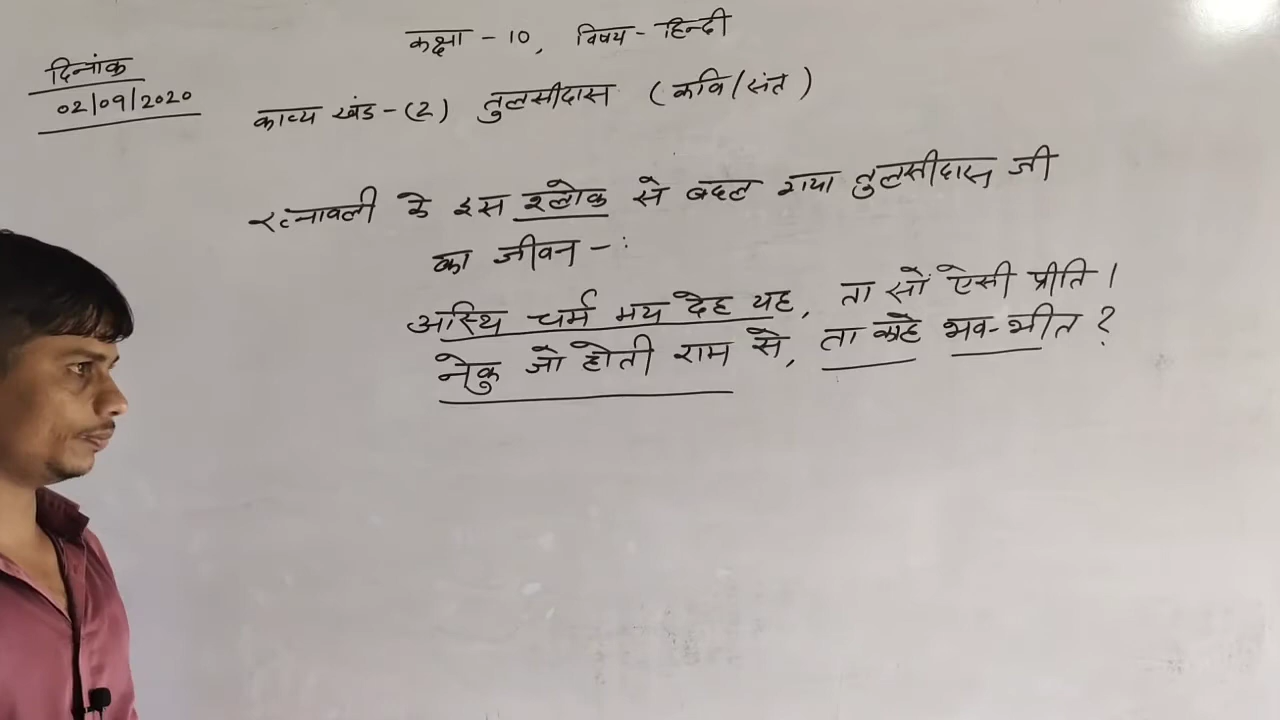 कक्षा - 10, विषय - हिन्दी
दिनांक
02/09/2020
काव्य खंड - (2) तुलसीदास (कवि/संत)
रत्नावली के इस श्लोक से बदल गया तुलसीदास जी
का जीवन -:
अस्थि चर्म मय देह यह, ता सों ऐसी प्रीति।
नेकु जो होती राम से, ता काहे भव-भीत ?